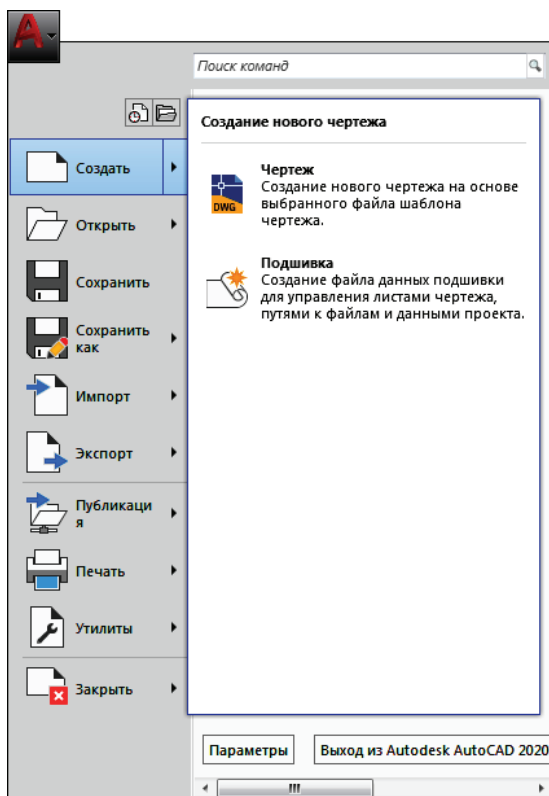 A
Поиск команд
Создание нового чертежа
Создать
Чертеж
Создание нового чертежа на основе
выбранного файла шаблона
чертежа.
DWG
Открыть
Подшивка
Создание файла данных подшивки
для управления листами чертежа,
путями к файлам и данными проекта.
Сохранить
Сохранить
как
Импорт
Экспорт
Публикаци
я
Печать
Утилиты
Закрыть
Параметры
Выход из Autodesk AutoCAD 2020